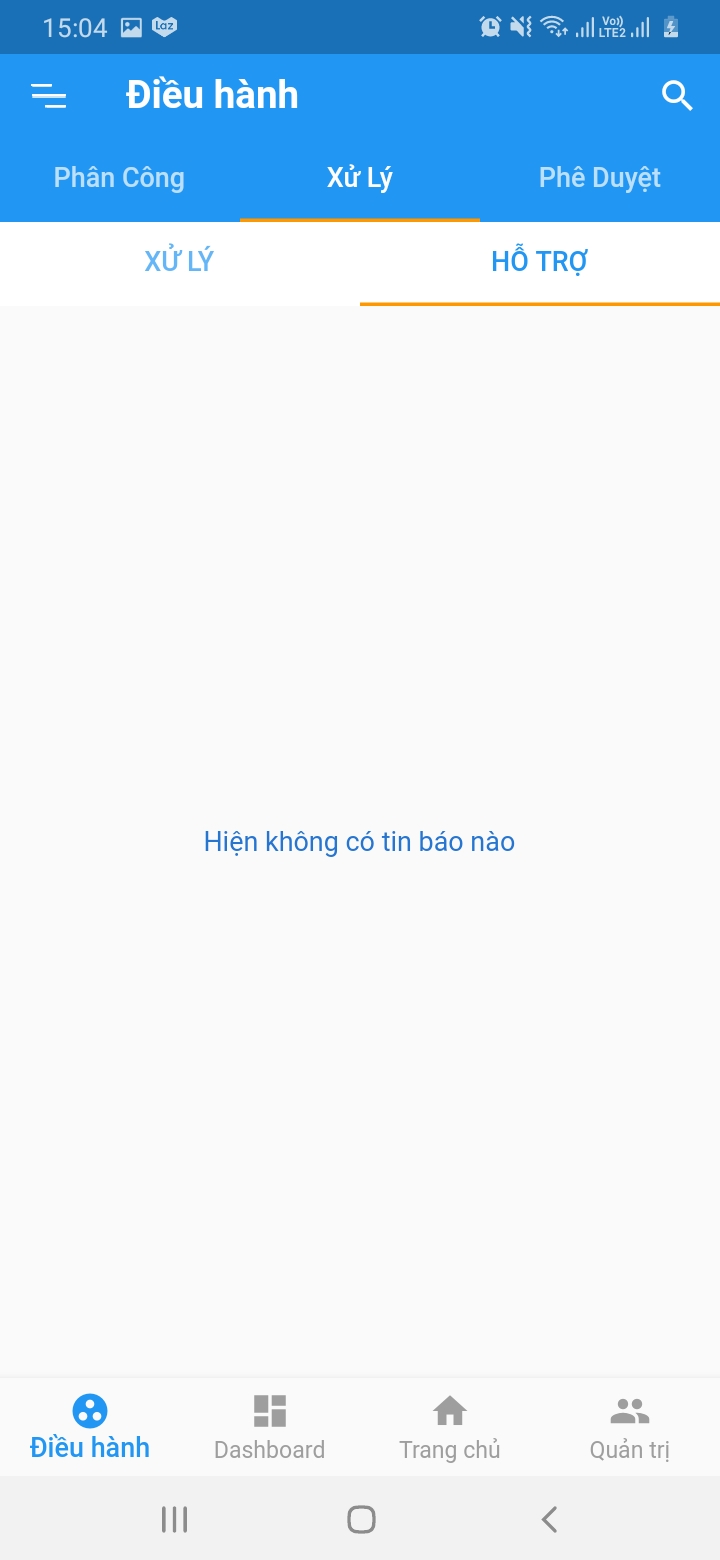 15:04 Laz Vo)) LTE2
Điều hành
Phân Công Xử Lý Phê Duyệt
XỬ LÝ HỖ TRỢ
Hiện không có tin báo nào
Điều hành Dashboard Trang chủ Quản trị